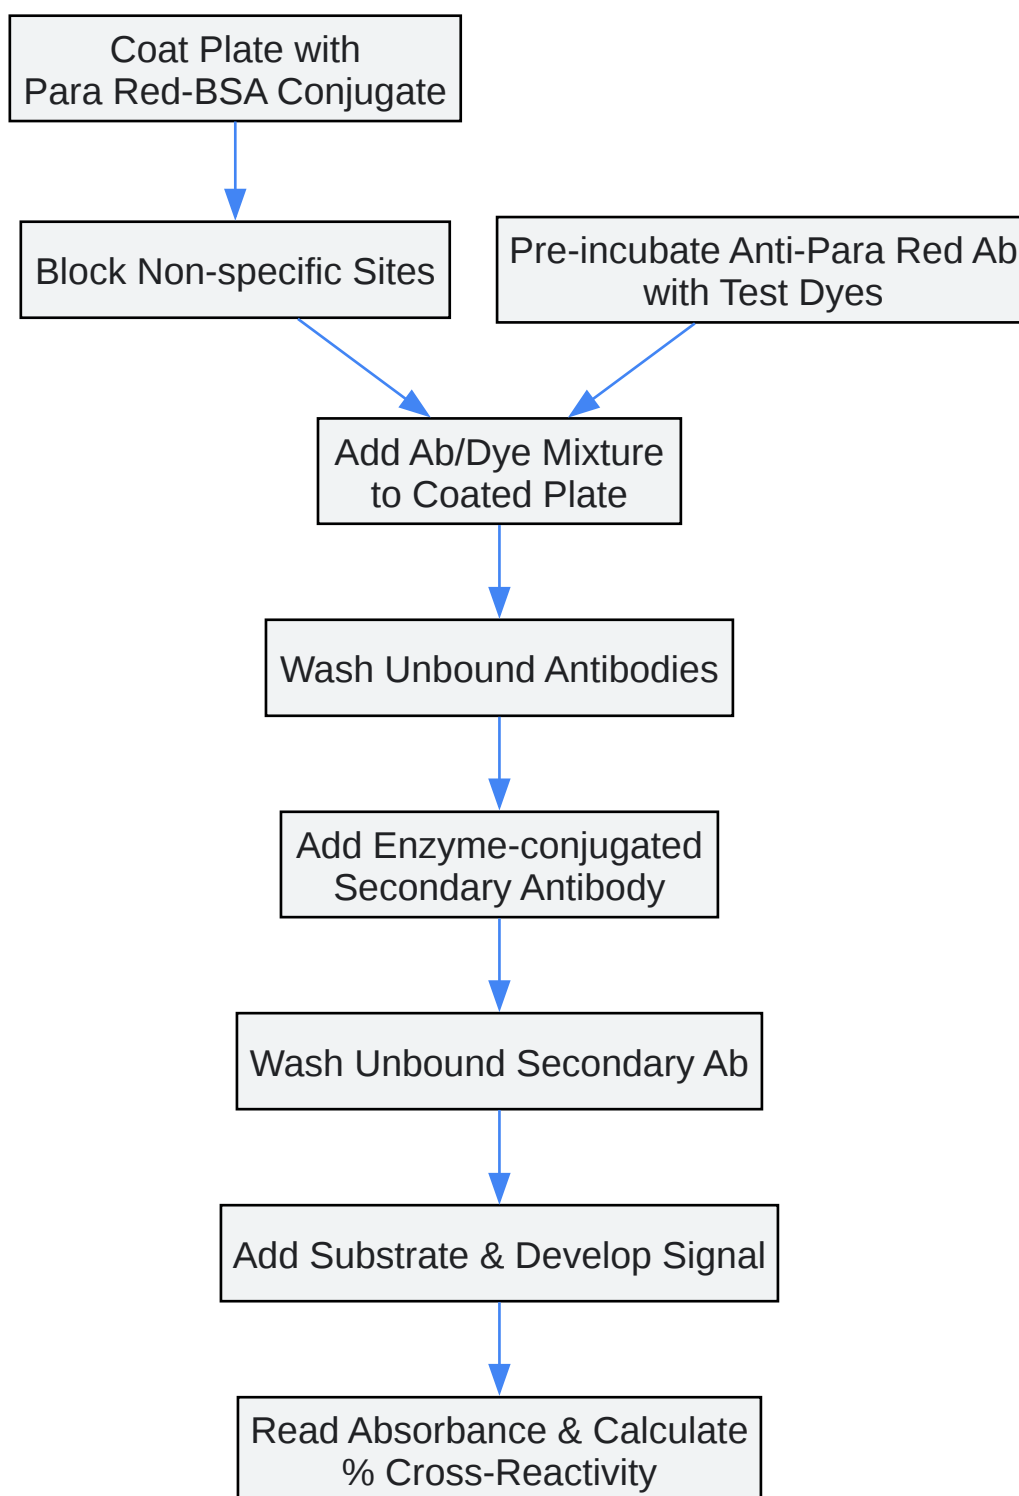 Coat Plate with
Para Red-BSA Conjugate
Block Non-specific Sites
Pre-incubate Anti-Para Red Ab
with Test Dyes
Add Ab/Dye Mixture
to Coated Plate
Wash Unbound Antibodies
Add Enzyme-conjugated
Secondary Antibody
Wash Unbound Secondary Ab
Add Substrate & Develop Signal
Read Absorbance & Calculate
% Cross-Reactivity